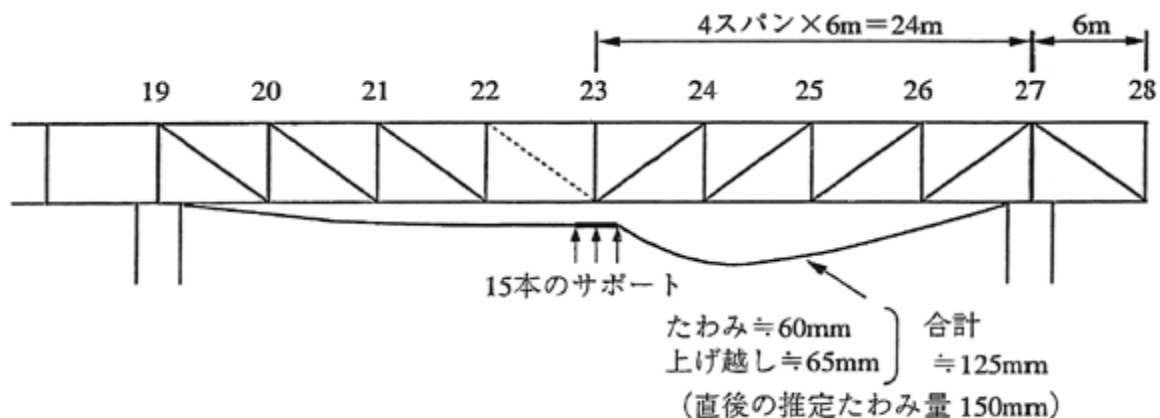 4スパン×6m＝24m 6m
19 20 21 22 23 24 25 26 27 28
15本のサポート
たわみ≒60mm 合計
上げ越し≒65mm ≒125mm
（直後の推定たわみ量 150mm）